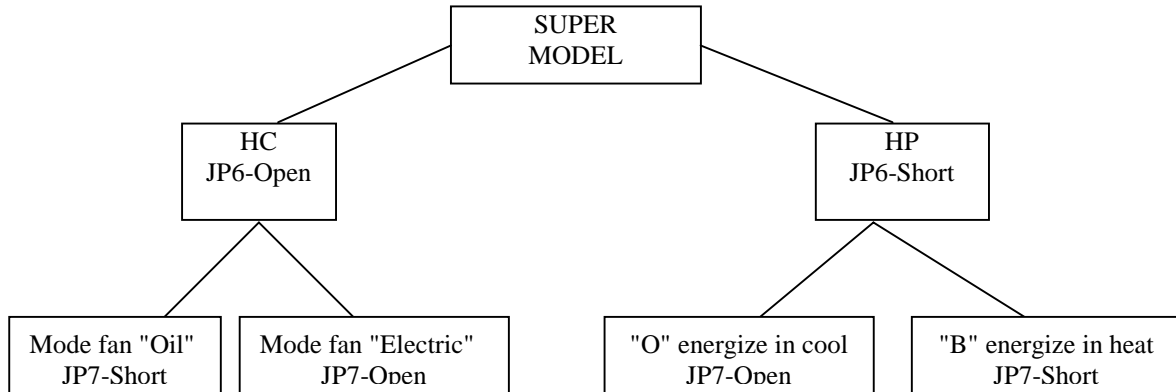 SUPER
MODEL
HC
JP6-Open
HP
JP6-Short
Mode fan "Oil"
JP7-Short
Mode fan "Electric"
JP7-Open
"O" energize in cool
JP7-Open
"B" energize in heat
JP7-Short